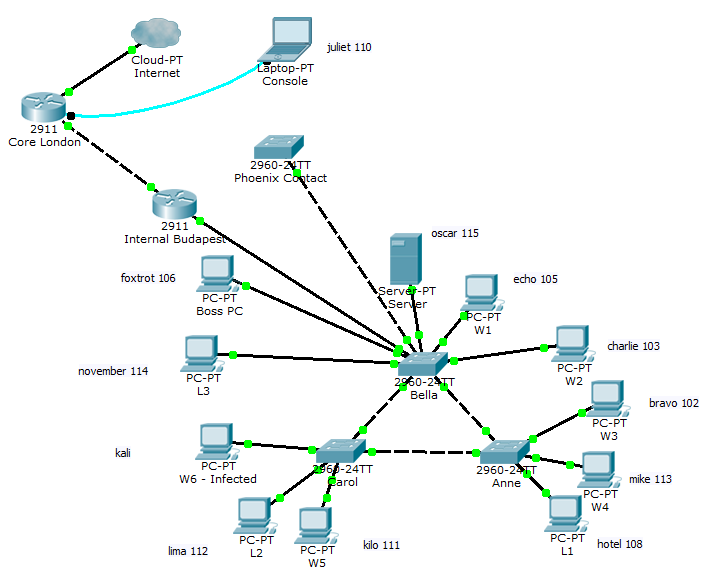 juliet 110
Cloud-PT
Internet
Laptop-PT
Console
2911
Core London
2960-24TT
Phoenix Contact
2911
Internal Budapest
oscar 115
foxtrot 106
PC-PT
Boss PC
Server-PT
Server
echo 105
PC-PT
W1
charlie 103
PC-PT
W2
november 114
PC-PT
L3
2960-24TT
Bella
bravo 102
PC-PT
W3
kali
PC-PT
W6 - Infected
2960-24TT
Carol
2960-24TT
Anne
mike 113
PC-PT
W4
lima 112
PC-PT
L2
PC-PT
W5
kilo 111
PC-PT
L1
hotel 108